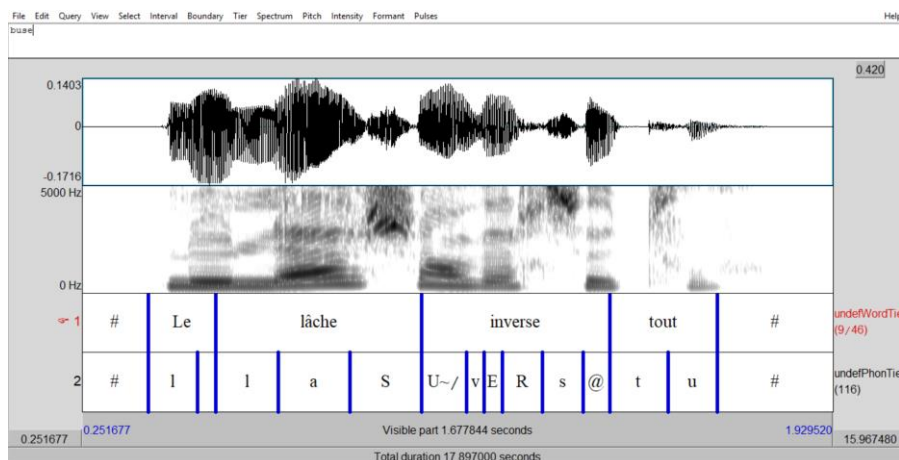 File Edit Query View Select Interval Boundary Tier Spectrum Pitch Intensity Formant Pulses Help
buse
0.420
0.1403
0
-0.1716
5000 Hz
0 Hz
☞ 1 # Le lâche inverse tout # undefWordTie
(9/46)
2 # l l a S U~/ v E R s @ t u # undefPhonTie
(116)
0.251677 Visible part 1.677844 seconds 1.929520
0.251677 15.967480
Total duration 17.897000 seconds